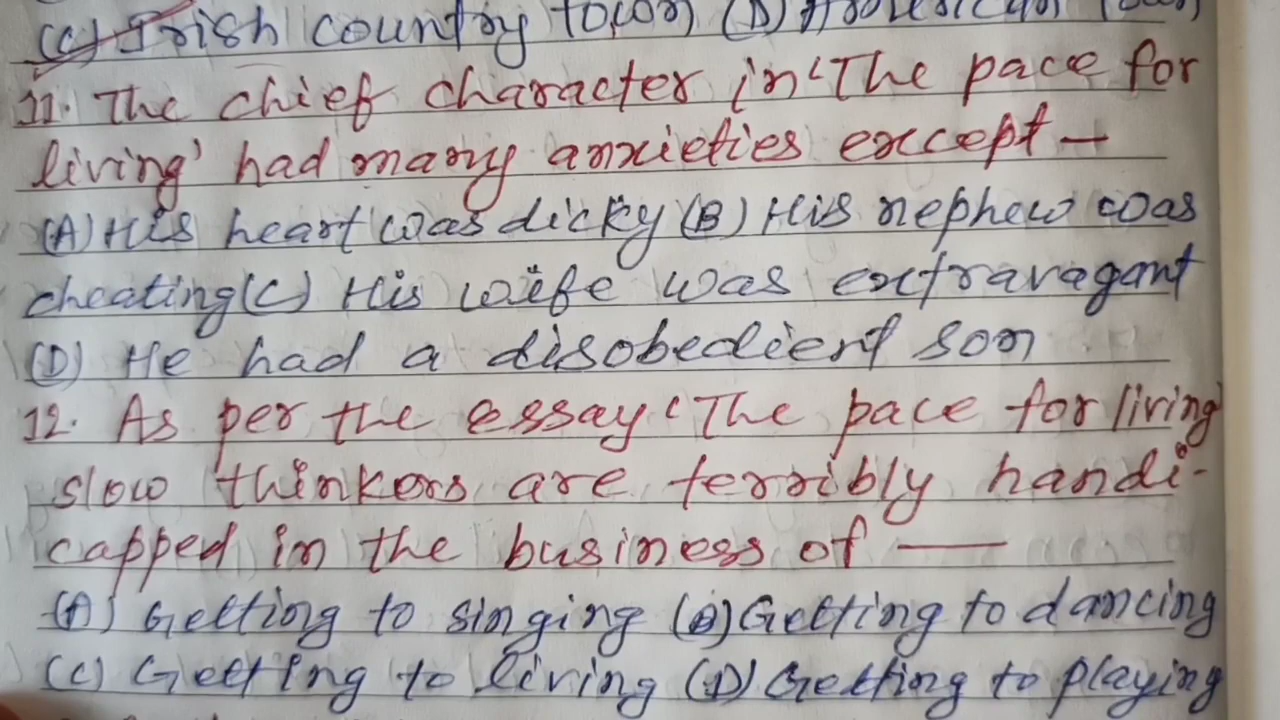 (C) Irish country town (D) American town
11. The chief character in 'The pace for
living' had many anxieties except —
(A) His heart was dicky (B) His nephew was
cheating (C) His wife was extravagant
(D) He had a disobedient son
12. As per the essay 'The pace for living'
slow thinkers are terribly handi-
capped in the business of —
(A) Getting to singing (B) Getting to dancing
(C) Getting to living (D) Getting to playing